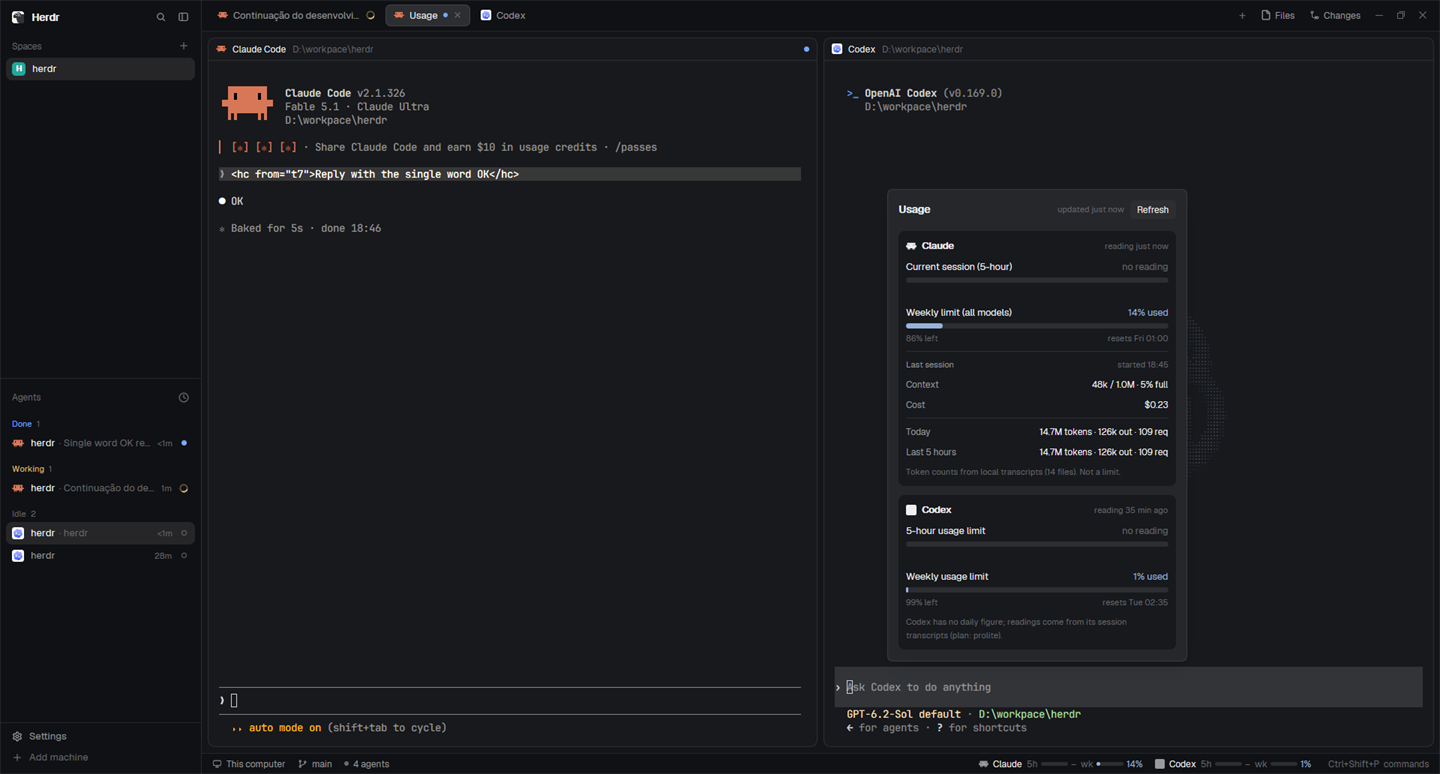 Herdr
Spaces
H herdr
Agents
Done 1
herdr · Single word OK re... <1m
Working 1
herdr · Continuação do de... 1m
Idle 2
herdr · herdr <1m
herdr 28m
Settings
Add machine
Continuação do desenvolvi...
Usage
Codex
Files
Changes
Claude Code D:\workpace\herdr
Claude Code v2.1.326
Fable 5.1 · Claude Ultra
D:\workpace\herdr
[✻] [✻] [✻] · Share Claude Code and earn $10 in usage credits · /passes
❯ <hc from="t7">Reply with the single word OK</hc>
● OK
✻ Baked for 5s · done 18:46
❯
auto mode on (shift+tab to cycle)
Codex D:\workpace\herdr
>_ OpenAI Codex (v0.169.0)
D:\workpace\herdr
Usage updated just now Refresh
Claude reading just now
Current session (5-hour) no reading
Weekly limit (all models) 14% used
86% left resets Fri 01:00
Last session started 18:45
Context 48k / 1.0M · 5% full
Cost $0.23
Today 14.7M tokens · 126k out · 109 req
Last 5 hours 14.7M tokens · 126k out · 109 req
Token counts from local transcripts (14 files). Not a limit.
Codex reading 35 min ago
5-hour usage limit no reading
Weekly usage limit 1% used
99% left resets Tue 02:35
Codex has no daily figure; readings come from its session
transcripts (plan: prolite).
› Ask Codex to do anything
GPT-6.2-Sol default · D:\workpace\herdr
← for agents · ? for shortcuts
This computer main 4 agents
Claude 5h – wk 14% Codex 5h – wk 1% Ctrl+Shift+P commands